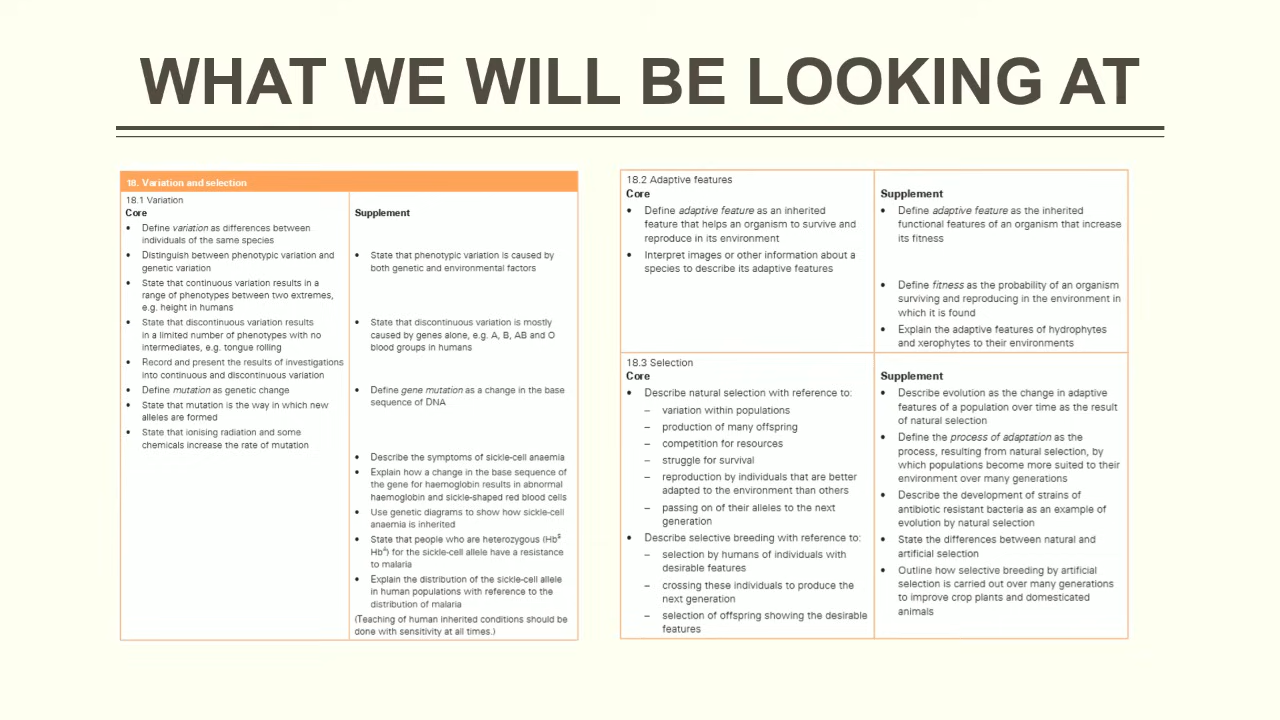 WHAT WE WILL BE LOOKING AT
18. Variation and selection
18.1 Variation
Core
• Define variation as differences between
individuals of the same species
• Distinguish between phenotypic variation and
genetic variation
• State that continuous variation results in a
range of phenotypes between two extremes,
e.g. height in humans
• State that discontinuous variation results
in a limited number of phenotypes with no
intermediates, e.g. tongue rolling
• Record and present the results of investigations
into continuous and discontinuous variation
• Define mutation as genetic change
• State that mutation is the way in which new
alleles are formed
• State that ionising radiation and some
chemicals increase the rate of mutation
Supplement
• State that phenotypic variation is caused by
both genetic and environmental factors
• State that discontinuous variation is mostly
caused by genes alone, e.g. A, B, AB and O
blood groups in humans
• Define gene mutation as a change in the base
sequence of DNA
• Describe the symptoms of sickle-cell anaemia
• Explain how a change in the base sequence of
the gene for haemoglobin results in abnormal
haemoglobin and sickle-shaped red blood cells
• Use genetic diagrams to show how sickle-cell
anaemia is inherited
• State that people who are heterozygous (Hbˢ
Hbᴬ) for the sickle-cell allele have a resistance
to malaria
• Explain the distribution of the sickle-cell allele
in human populations with reference to the
distribution of malaria
(Teaching of human inherited conditions should be
done with sensitivity at all times.)
18.2 Adaptive features
Core
• Define adaptive feature as an inherited
feature that helps an organism to survive and
reproduce in its environment
• Interpret images or other information about a
species to describe its adaptive features
Supplement
• Define adaptive feature as the inherited
functional features of an organism that increase
its fitness
• Define fitness as the probability of an organism
surviving and reproducing in the environment in
which it is found
• Explain the adaptive features of hydrophytes
and xerophytes to their environments
18.3 Selection
Core
• Describe natural selection with reference to:
– variation within populations
– production of many offspring
– competition for resources
– struggle for survival
– reproduction by individuals that are better
adapted to the environment than others
– passing on of their alleles to the next
generation
• Describe selective breeding with reference to:
– selection by humans of individuals with
desirable features
– crossing these individuals to produce the
next generation
– selection of offspring showing the desirable
features
Supplement
• Describe evolution as the change in adaptive
features of a population over time as the result
of natural selection
• Define the process of adaptation as the
process, resulting from natural selection, by
which populations become more suited to their
environment over many generations
• Describe the development of strains of
antibiotic resistant bacteria as an example of
evolution by natural selection
• State the differences between natural and
artificial selection
• Outline how selective breeding by artificial
selection is carried out over many generations
to improve crop plants and domesticated
animals